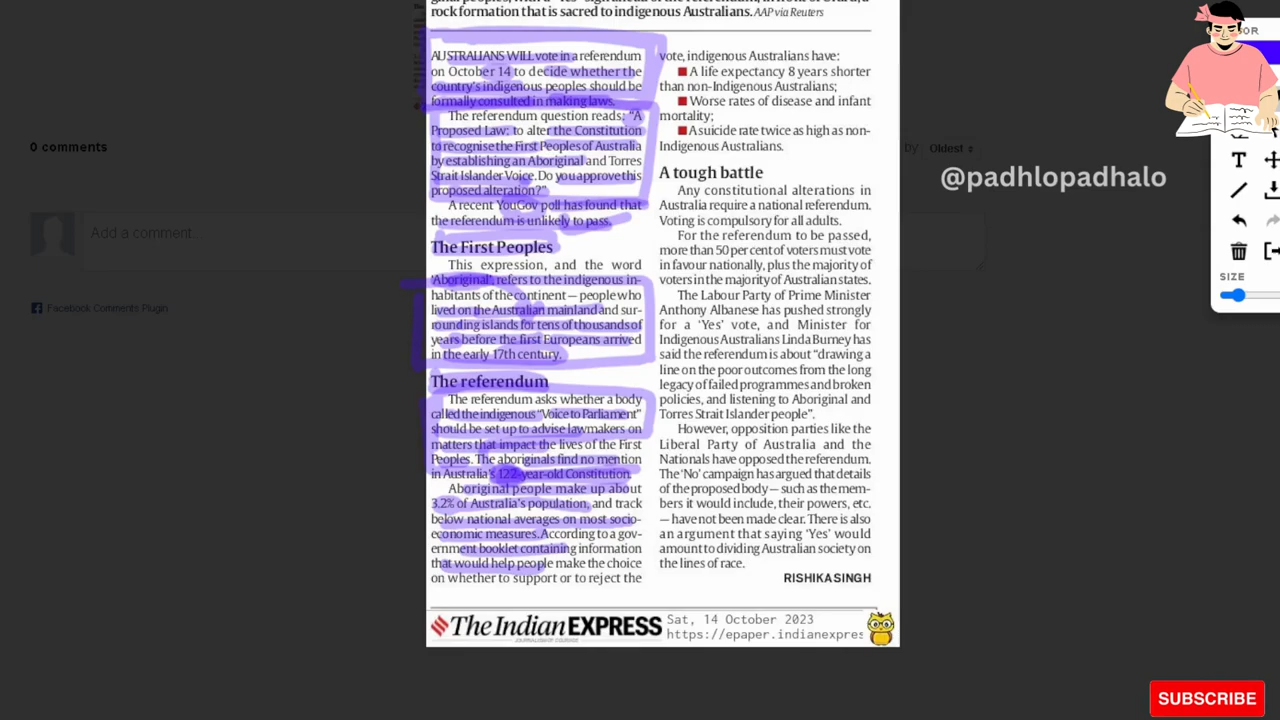 rock formation that is sacred to indigenous Australians. AAP via Reuters
AUSTRALIANS WILL vote in a referendum
on October 14 to decide whether the
country's indigenous peoples should be
formally consulted in making laws.
The referendum question reads: "A
Proposed Law: to alter the Constitution
to recognise the First Peoples of Australia
by establishing an Aboriginal and Torres
Strait Islander Voice. Do you approve this
proposed alteration?"
A recent YouGov poll has found that
the referendum is unlikely to pass.
The First Peoples
This expression, and the word
'Aboriginal', refers to the indigenous in-
habitants of the continent — people who
lived on the Australian mainland and sur-
rounding islands for tens of thousands of
years before the first Europeans arrived
in the early 17th century.
The referendum
The referendum asks whether a body
called the indigenous "Voice to Parliament"
should be set up to advise lawmakers on
matters that impact the lives of the First
Peoples. The aboriginals find no mention
in Australia's 122-year-old Constitution.
Aboriginal people make up about
3.2% of Australia's population, and track
below national averages on most socio-
economic measures. According to a gov-
ernment booklet containing information
that would help people make the choice
on whether to support or to reject the
vote, indigenous Australians have:
A life expectancy 8 years shorter
than non-Indigenous Australians;
Worse rates of disease and infant
mortality;
A suicide rate twice as high as non-
Indigenous Australians.
A tough battle
Any constitutional alterations in
Australia require a national referendum.
Voting is compulsory for all adults.
For the referendum to be passed,
more than 50 per cent of voters must vote
in favour nationally, plus the majority of
voters in the majority of Australian states.
The Labour Party of Prime Minister
Anthony Albanese has pushed strongly
for a 'Yes' vote, and Minister for
Indigenous Australians Linda Burney has
said the referendum is about "drawing a
line on the poor outcomes from the long
legacy of failed programmes and broken
policies, and listening to Aboriginal and
Torres Strait Islander people".
However, opposition parties like the
Liberal Party of Australia and the
Nationals have opposed the referendum.
The 'No' campaign has argued that details
of the proposed body — such as the mem-
bers it would include, their powers, etc.
— have not been made clear. There is also
an argument that saying 'Yes' would
amount to dividing Australian society on
the lines of race.
RISHIKA SINGH
The Indian EXPRESS
JOURNALISM OF COURAGE
Sat, 14 October 2023
https://epaper.indianexpres
0 comments
by Oldest
Add a comment...
Facebook Comments Plugin
@padhlopadhalo
OR
T
SIZE
SUBSCRIBE